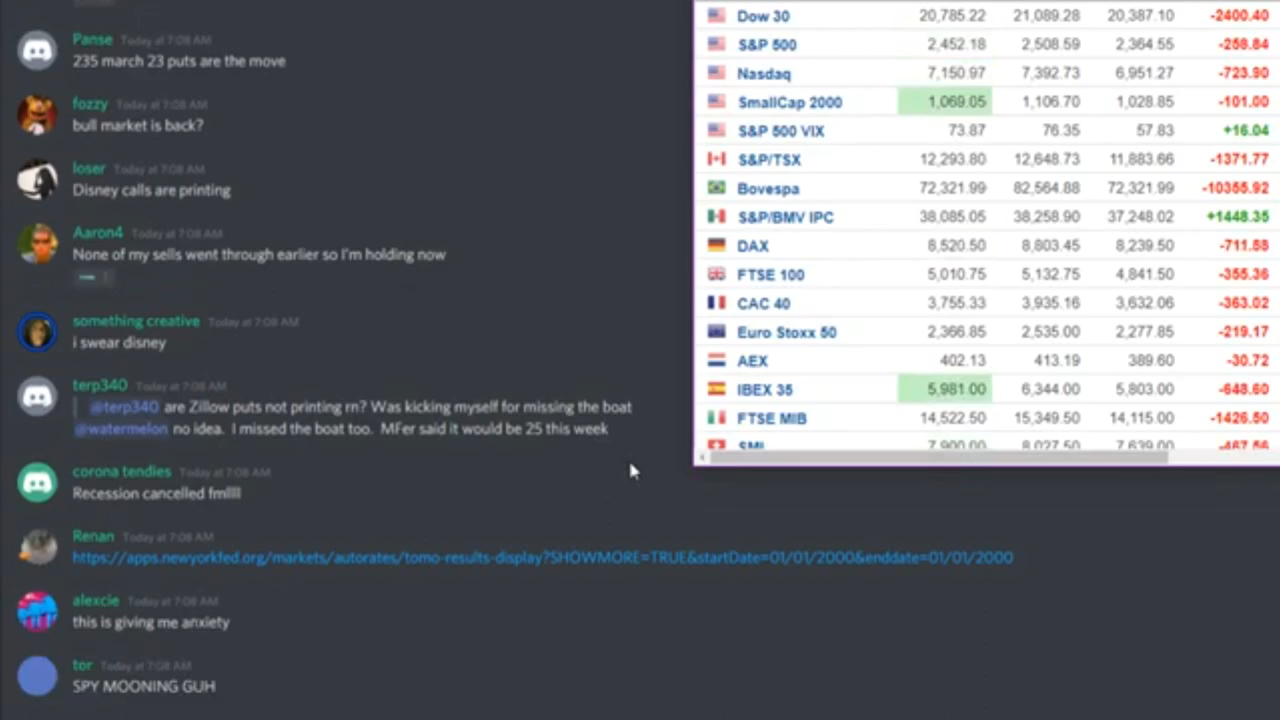 Panse Today at 7:08 AM
235 march 23 puts are the move
fozzy Today at 7:08 AM
bull market is back?
loser Today at 7:08 AM
Disney calls are printing
Aaron4 Today at 7:08 AM
None of my sells went through earlier so I'm holding now
1
something creative Today at 7:08 AM
i swear disney
terp340 Today at 7:08 AM
@terp340 are Zillow puts not printing rn? Was kicking myself for missing the boat
@watermelon no idea. I missed the boat too. MFer said it would be 25 this week
corona tendies Today at 7:08 AM
Recession cancelled fmllll
Renan Today at 7:08 AM
https://apps.newyorkfed.org/markets/autorates/tomo-results-display?SHOWMORE=TRUE&startDate=01/01/2000&enddate=01/01/2000
alexcie Today at 7:08 AM
this is giving me anxiety
tor Today at 7:08 AM
SPY MOONING GUH
Dow 30 20,785.22 21,089.28 20,387.10 -2400.40
S&P 500 2,452.18 2,508.59 2,364.55 -258.84
Nasdaq 7,150.97 7,392.73 6,951.27 -723.90
SmallCap 2000 1,069.05 1,106.70 1,028.85 -101.00
S&P 500 VIX 73.87 76.35 57.83 +16.04
S&P/TSX 12,293.80 12,648.73 11,883.66 -1371.77
Bovespa 72,321.99 82,564.88 72,321.99 -10355.92
S&P/BMV IPC 38,085.05 38,258.90 37,248.02 +1448.35
DAX 8,520.50 8,803.45 8,239.50 -711.58
FTSE 100 5,010.75 5,132.75 4,841.50 -355.36
CAC 40 3,755.33 3,935.16 3,632.06 -363.02
Euro Stoxx 50 2,366.85 2,535.00 2,277.85 -219.17
AEX 402.13 413.19 389.60 -30.72
IBEX 35 5,981.00 6,344.00 5,803.00 -648.60
FTSE MIB 14,522.50 15,349.50 14,115.00 -1426.50
SMI 7,900.00 8,027.50 7,639.00 -467.56